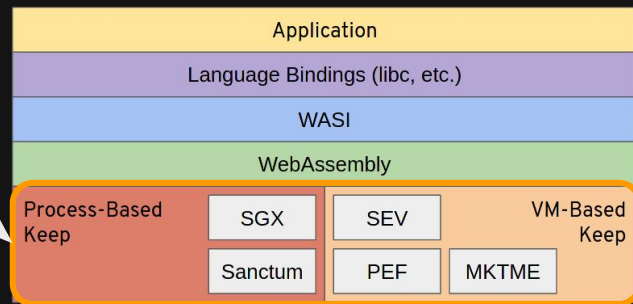 Application
Language Bindings (libc, etc.)
WASI
WebAssembly
Process-Based
Keep
SGX
Sanctum
SEV
PEF
MKTME
VM-Based
Keep